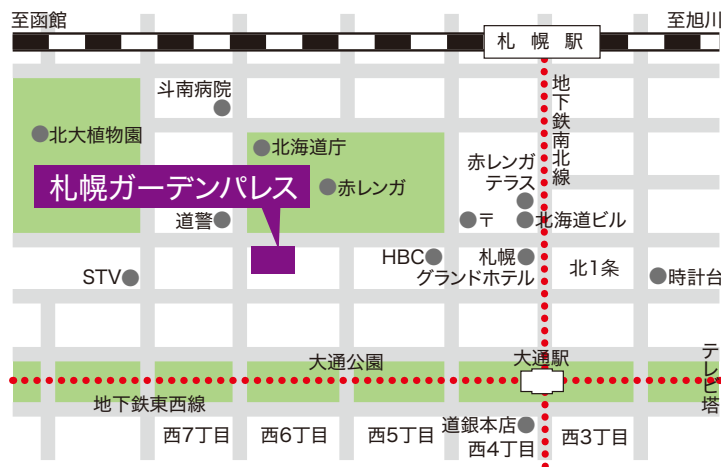 至函館
至旭川
札幌駅
斗南病院
地下鉄南北線
北大植物園
北海道庁
赤レンガ
テラス
札幌ガーデンパレス
赤レンガ
道警
〒
北海道ビル
HBC
札幌
グランドホテル
北1条
STV
時計台
大通公園
大通駅
テレビ塔
地下鉄東西線
道銀本店
西7丁目
西6丁目
西5丁目
西4丁目
西3丁目